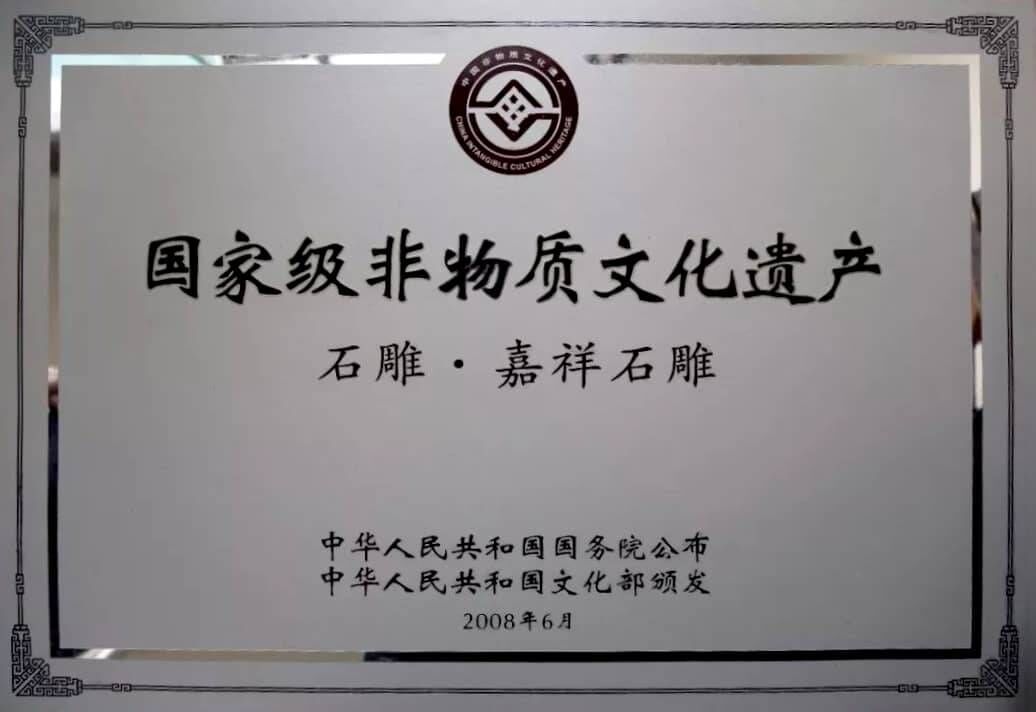 中国非物质文化遗产
CHINA INTANGIBLE CULTURAL HERITAGE
国家级非物质文化遗产
石雕·嘉祥石雕
中华人民共和国国务院公布
中华人民共和国文化部颁发
2008年6月